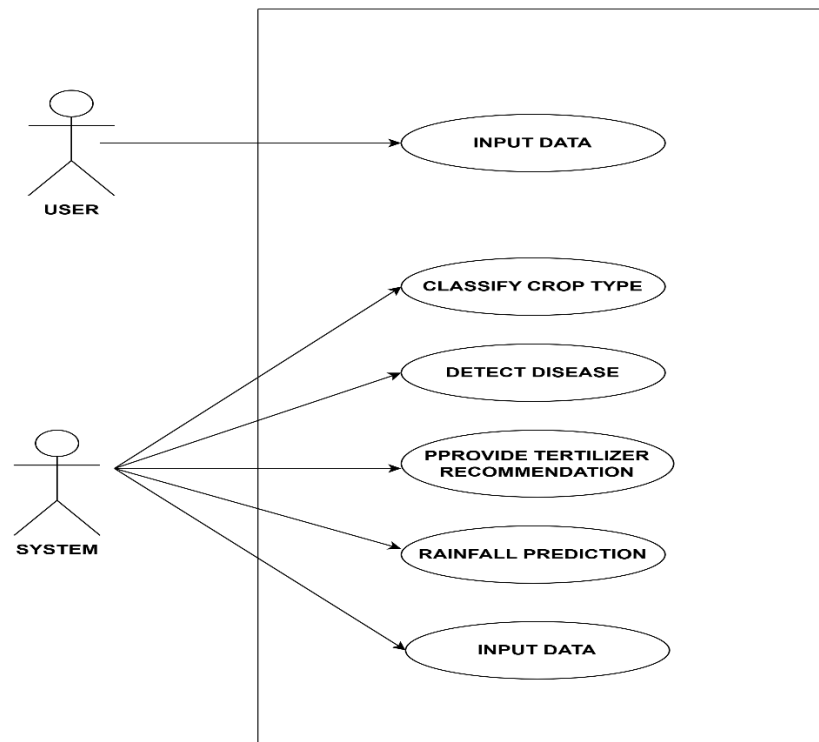 INPUT DATA
USER
CLASSIFY CROP TYPE
DETECT DISEASE
PPROVIDE TERTILIZER
RECOMMENDATION
SYSTEM
RAINFALL PREDICTION
INPUT DATA